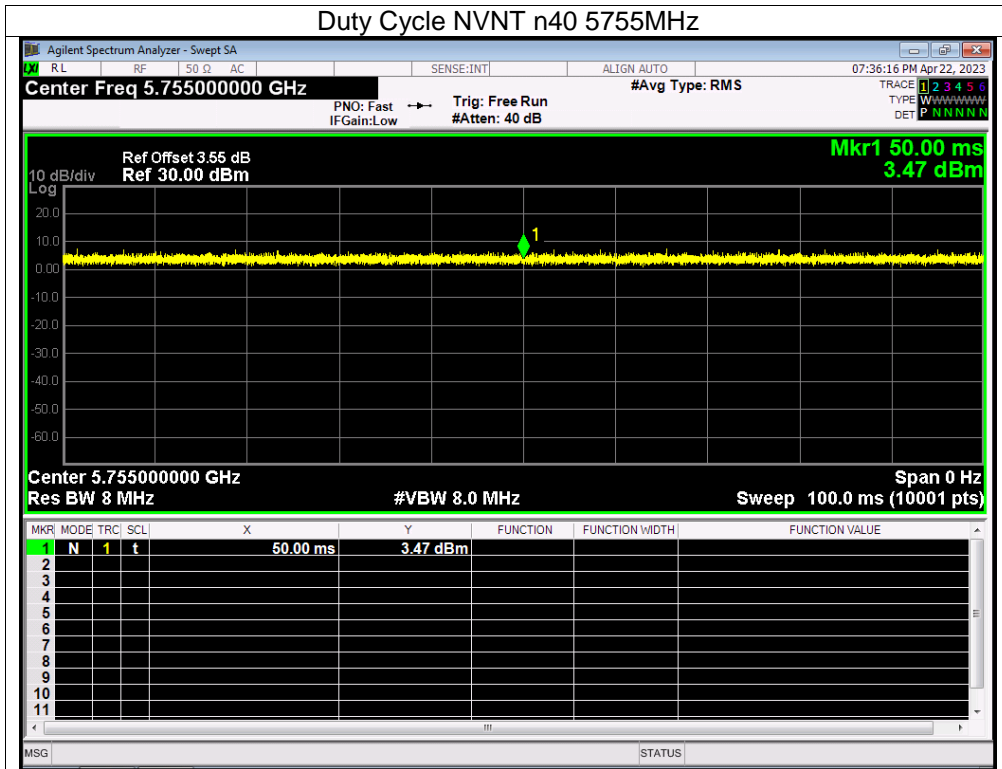 Duty Cycle NVNT n40 5755MHz
Agilent Spectrum Analyzer - Swept SA
LXI RL RF 50 Ω AC SENSE:INT ALIGN AUTO 07:36:16 PM Apr 22, 2023
Center Freq 5.755000000 GHz #Avg Type: RMS TRACE 1 2 3 4 5 6
PNO: Fast Trig: Free Run TYPE WWWWWWW
IFGain:Low #Atten: 40 dB DET P N N N N N
Mkr1 50.00 ms
Ref Offset 3.55 dB
10 dB/div Ref 30.00 dBm 3.47 dBm
Log
20.0
10.0
1
0.00
-10.0
-20.0
-30.0
-40.0
-50.0
-60.0
Center 5.755000000 GHz Span 0 Hz
Res BW 8 MHz #VBW 8.0 MHz Sweep 100.0 ms (10001 pts)
MKR MODE TRC SCL X Y FUNCTION FUNCTION WIDTH FUNCTION VALUE
1 N 1 t 50.00 ms 3.47 dBm
2
3
4
5
6
7
8
9
10
11
MSG STATUS